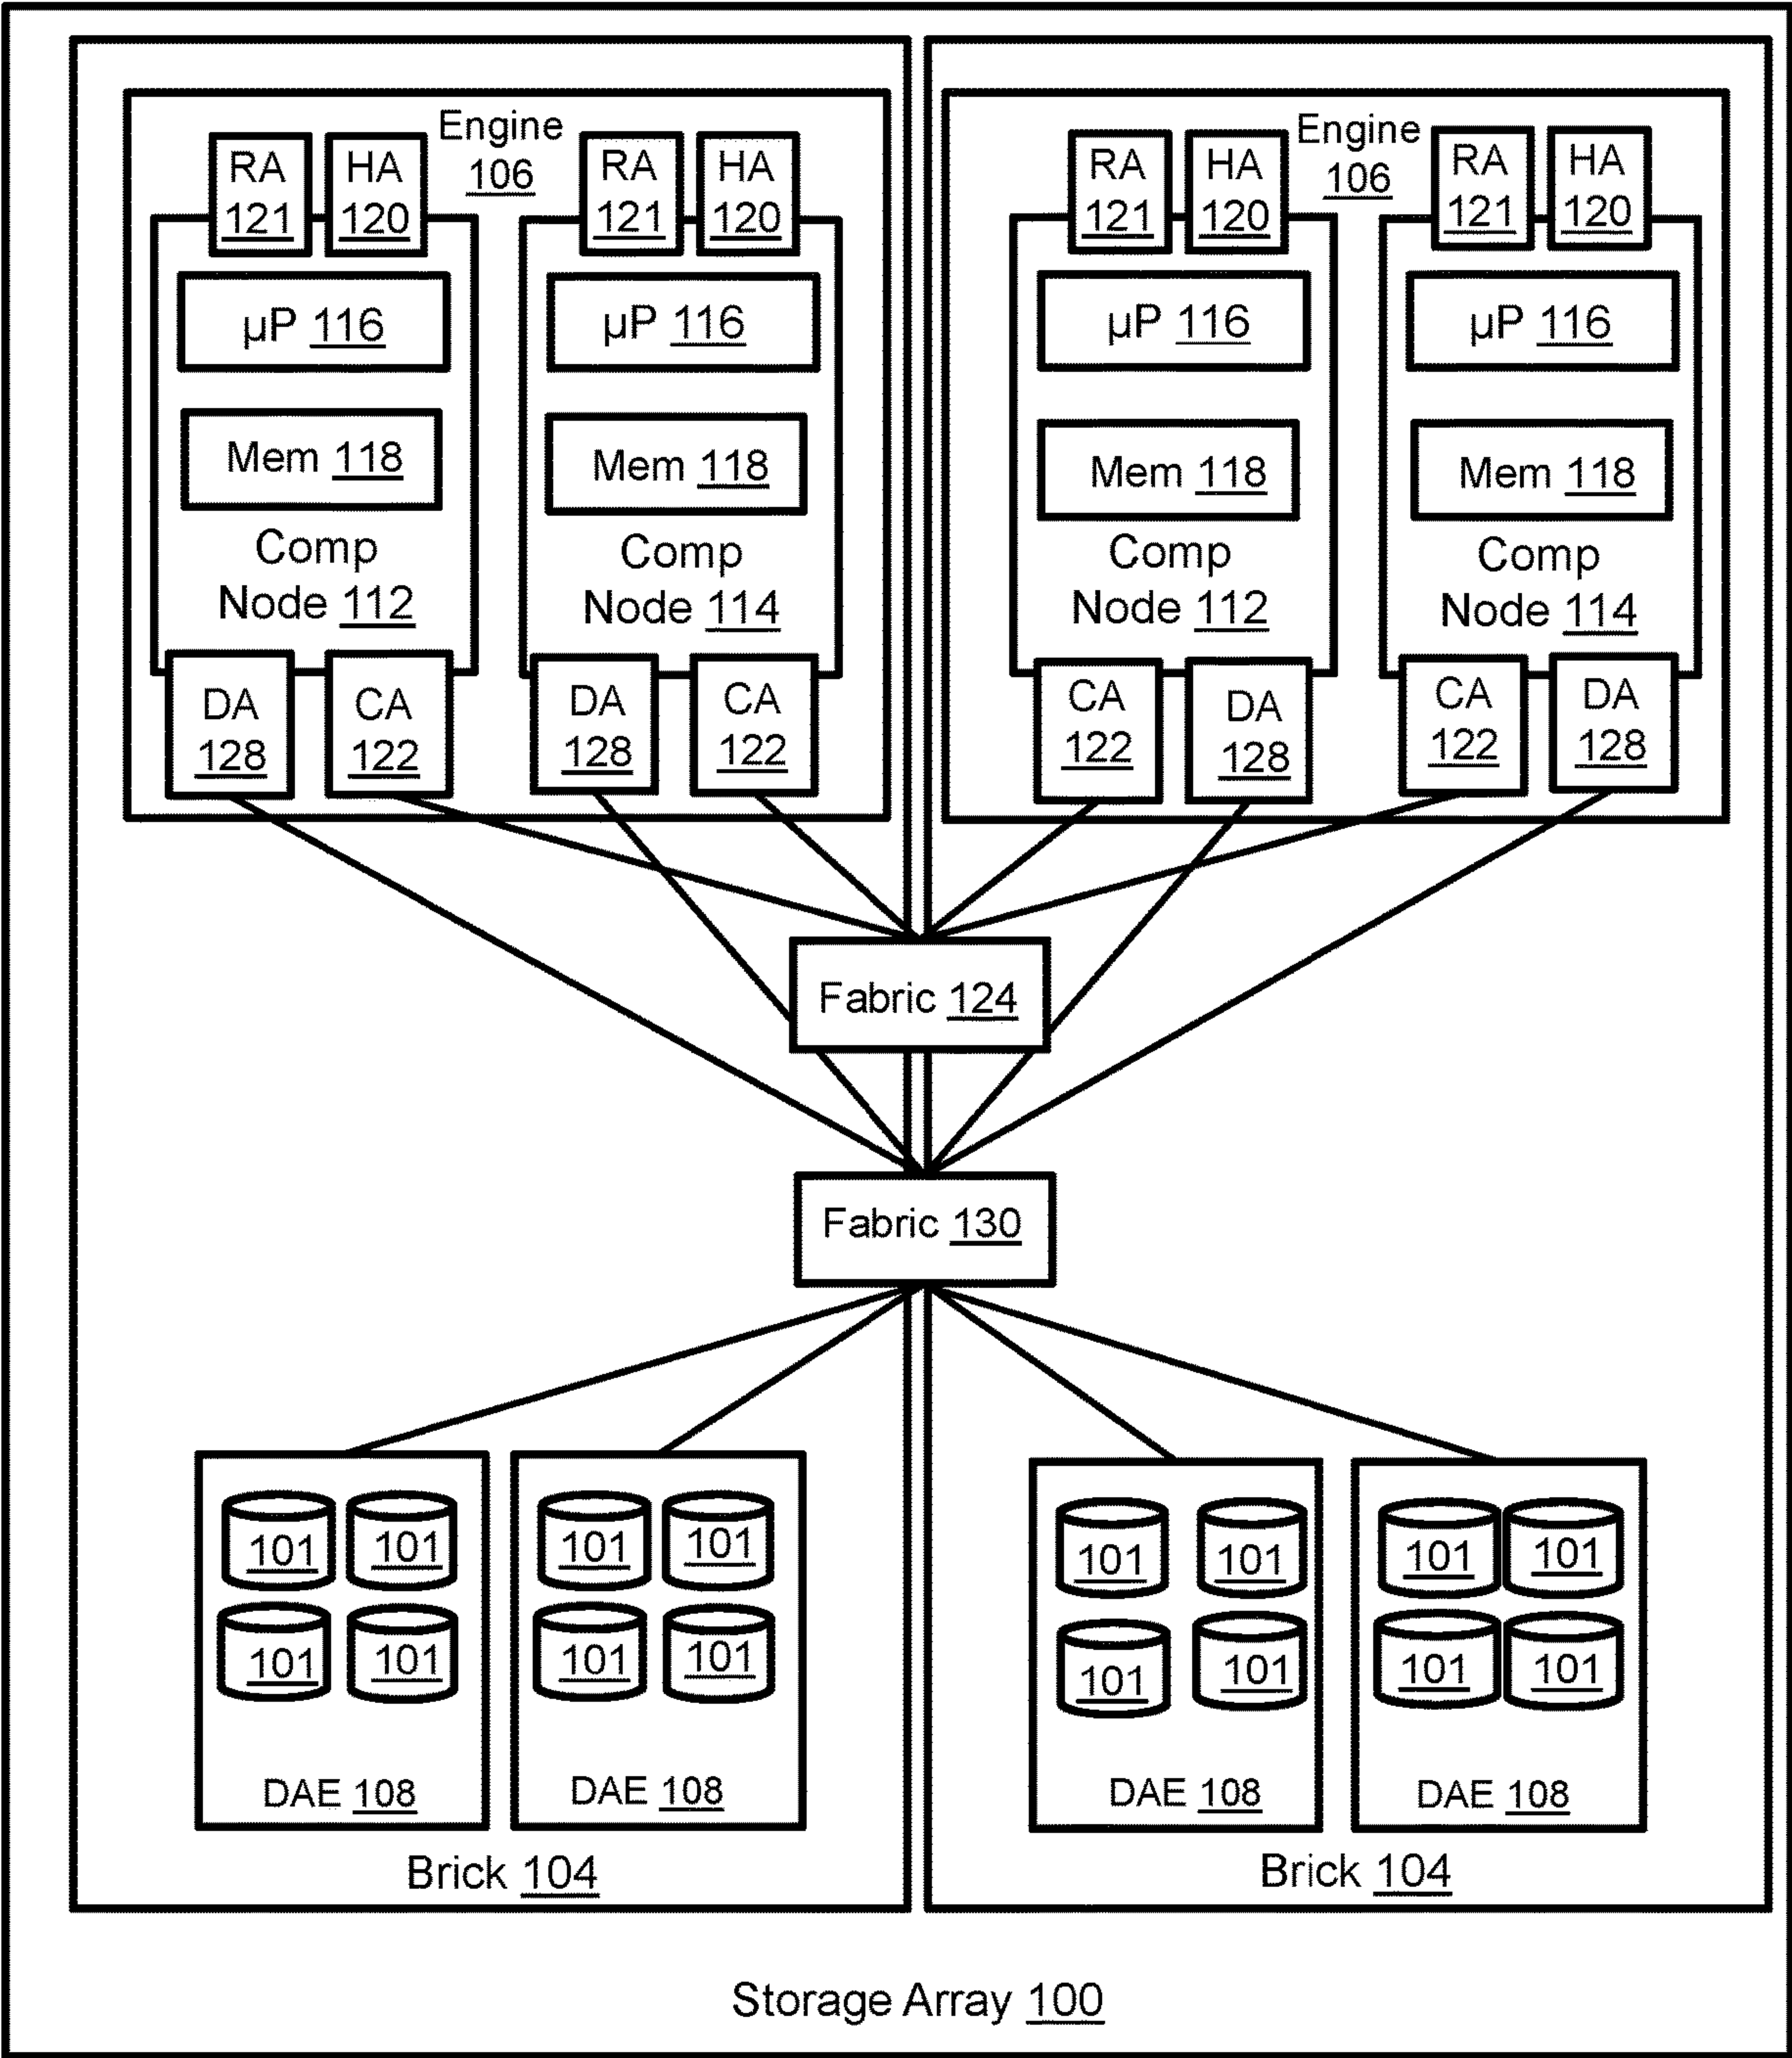 Engine
106
RA
121
HA
120
RA
121
HA
120
µP 116
µP 116
Mem 118
Mem 118
Comp
Node 112
Comp
Node 114
DA
128
CA
122
DA
128
CA
122
Engine
106
RA
121
HA
120
RA
121
HA
120
µP 116
µP 116
Mem 118
Mem 118
Comp
Node 112
Comp
Node 114
CA
122
DA
128
CA
122
DA
128
Fabric 124
Fabric 130
101 101
101 101
DAE 108
101 101
101 101
DAE 108
Brick 104
101 101
101 101
DAE 108
101 101
101 101
DAE 108
Brick 104
Storage Array 100